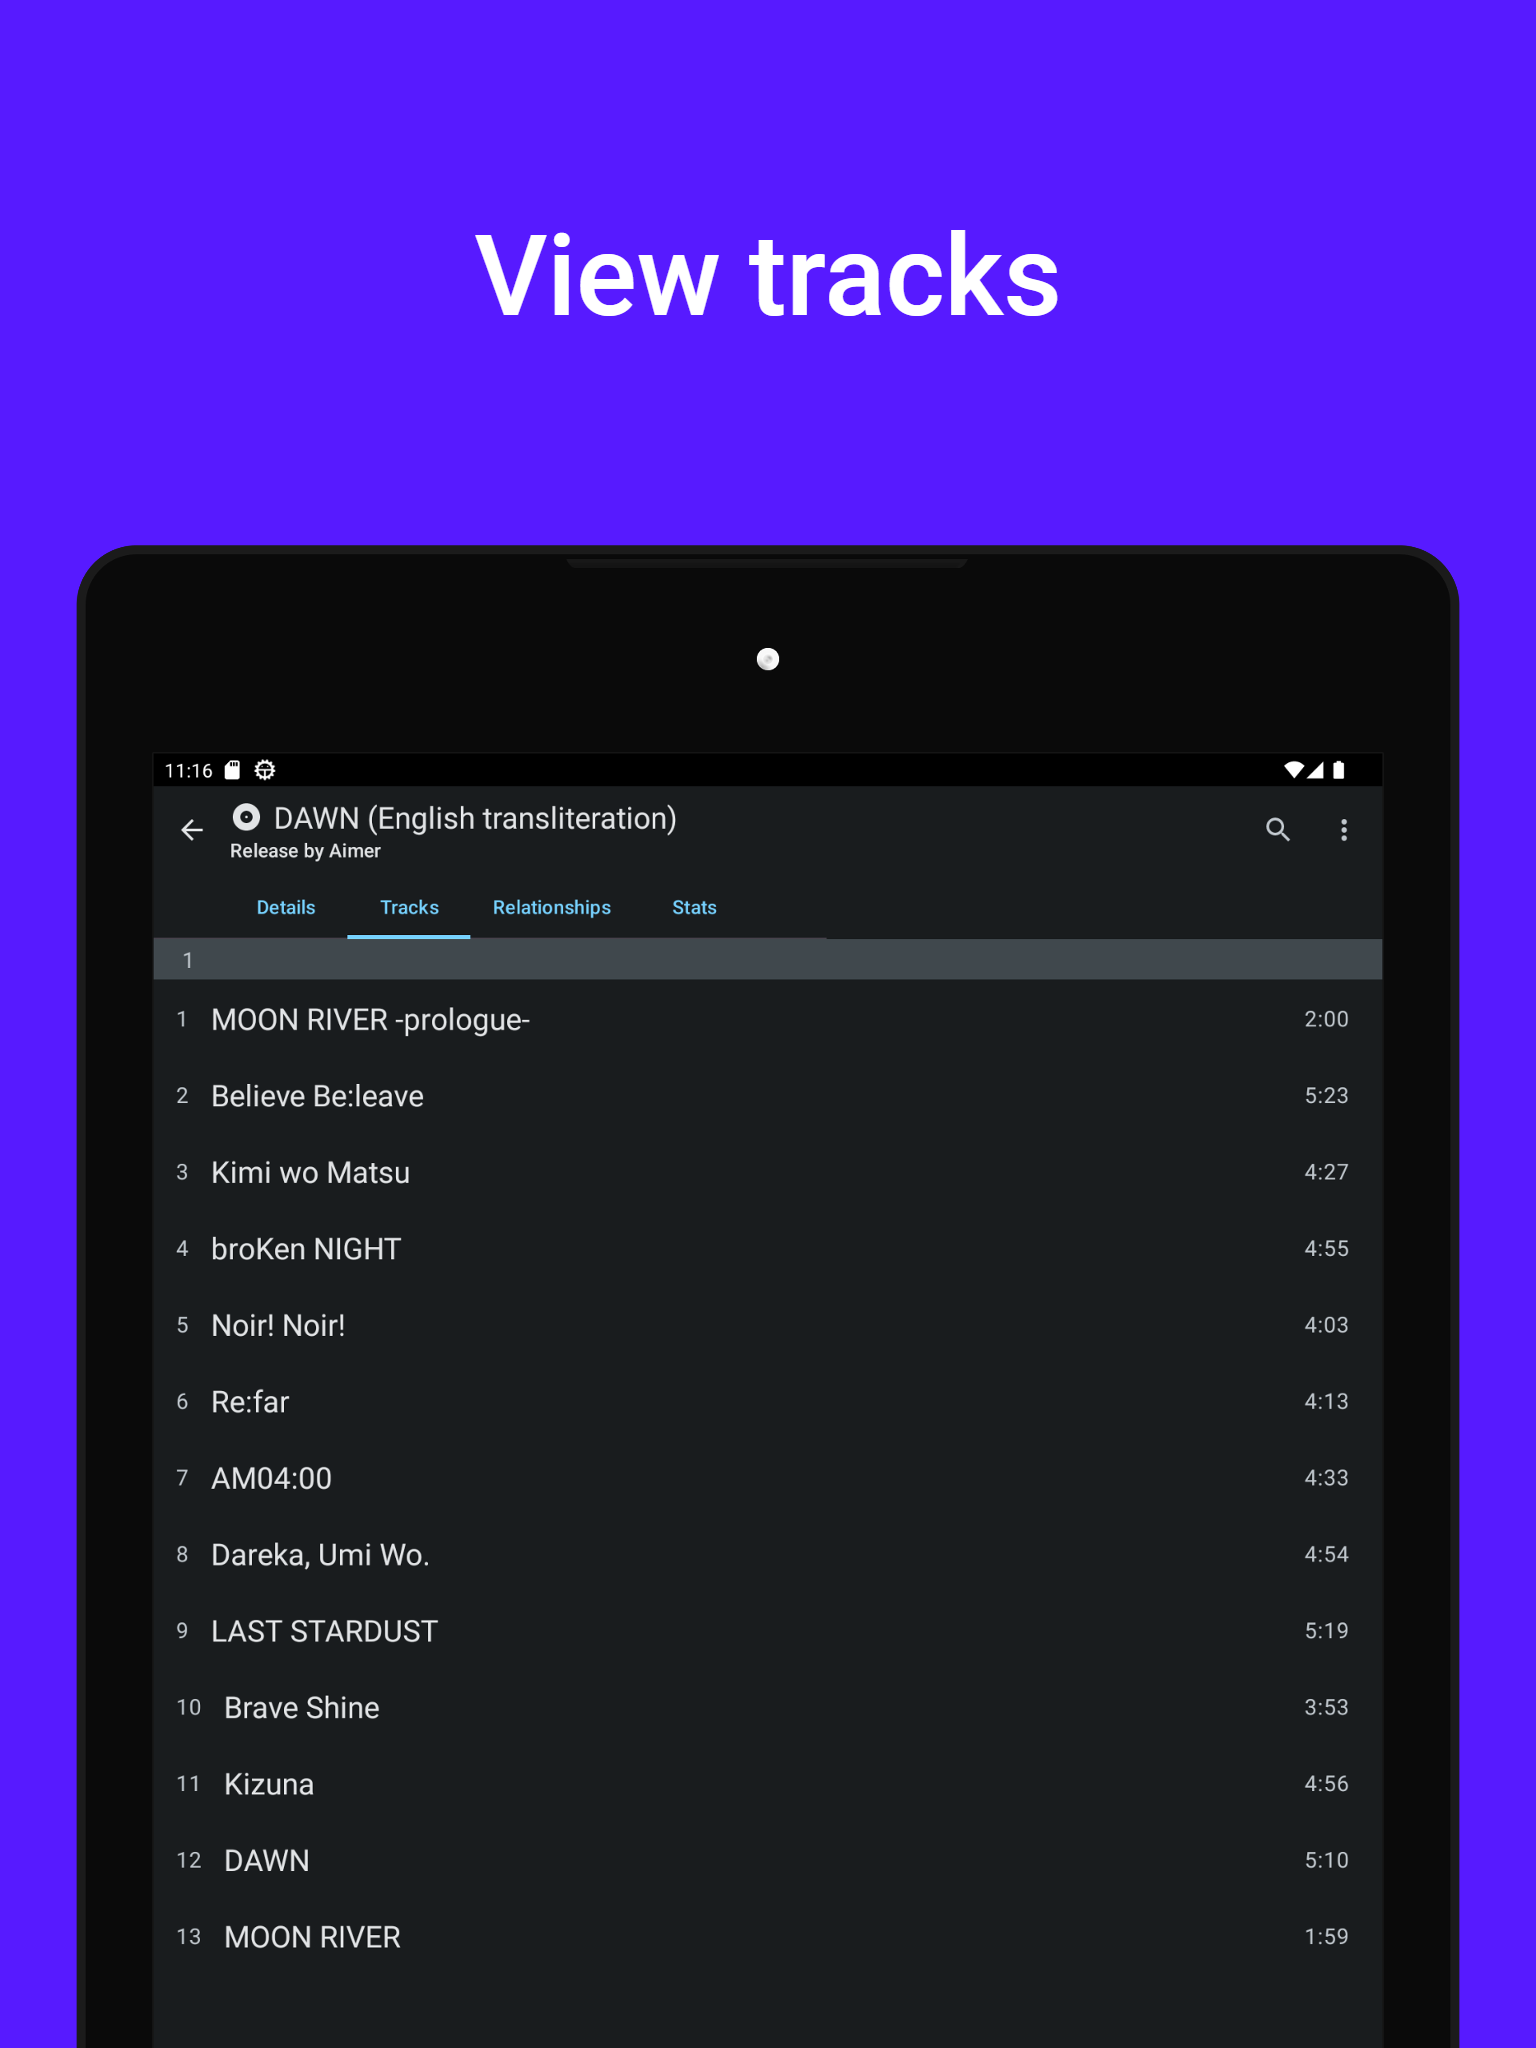 View tracks
11:16
DAWN (English transliteration)
Release by Aimer
Details Tracks Relationships Stats
1
1 MOON RIVER -prologue- 2:00
2 Believe Be:leave 5:23
3 Kimi wo Matsu 4:27
4 broKen NIGHT 4:55
5 Noir! Noir! 4:03
6 Re:far 4:13
7 AM04:00 4:33
8 Dareka, Umi Wo. 4:54
9 LAST STARDUST 5:19
10 Brave Shine 3:53
11 Kizuna 4:56
12 DAWN 5:10
13 MOON RIVER 1:59